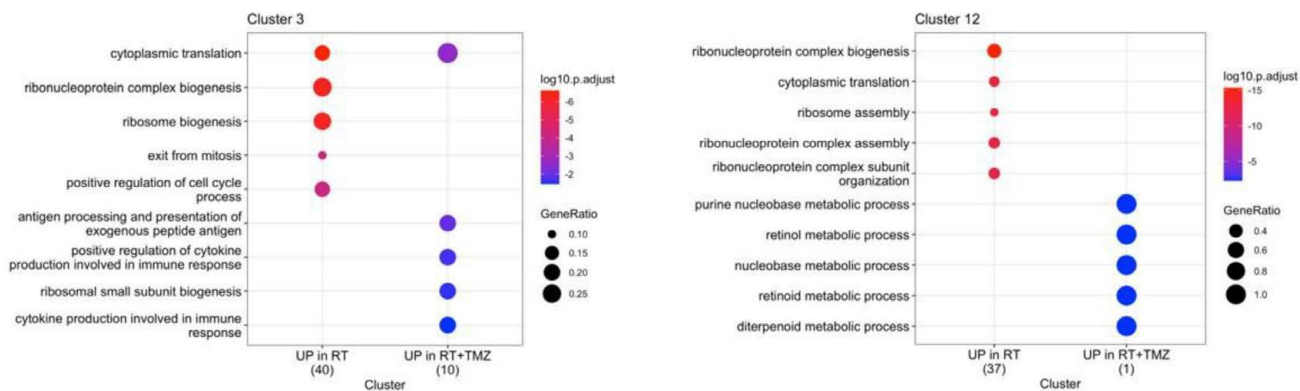 Cluster 3
cytoplasmic translation
ribonucleoprotein complex biogenesis
ribosome biogenesis
exit from mitosis
positive regulation of cell cycle
process
antigen processing and presentation of
exogenous peptide antigen
positive regulation of cytokine
production involved in immune response
ribosomal small subunit biogenesis
cytokine production involved in immune
response
UP in RT
(40)
UP in RT+TMZ
(10)
Cluster
log10.p.adjust
-6
-5
-4
-3
-2
GeneRatio
0.10
0.15
0.20
0.25
Cluster 12
ribonucleoprotein complex biogenesis
cytoplasmic translation
ribosome assembly
ribonucleoprotein complex assembly
ribonucleoprotein complex subunit
organization
purine nucleobase metabolic process
retinol metabolic process
nucleobase metabolic process
retinoid metabolic process
diterpenoid metabolic process
UP in RT
(37)
UP in RT+TMZ
(1)
Cluster
log10.p.adjust
-15
-10
-5
GeneRatio
0.4
0.6
0.8
1.0